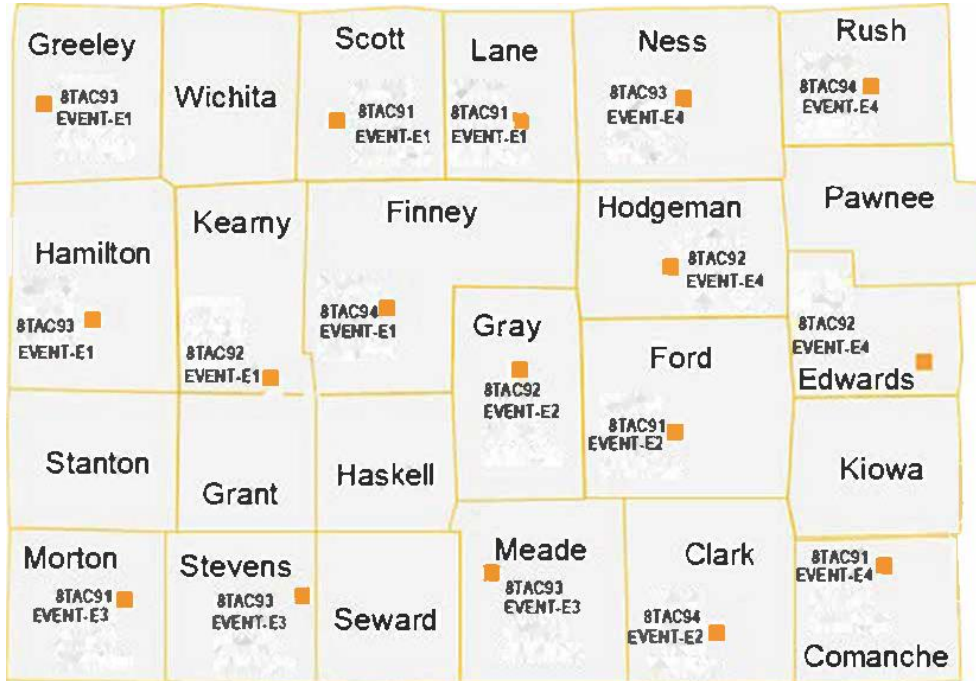 Greeley
8TAC93
EVENT-E1
Wichita
Scott
8TAC91
EVENT-E1
Lane
8TAC91
EVENT-E1
Ness
8TAC93
EVENT-E4
Rush
8TAC94
EVENT-E4
Hamilton
8TAC93
EVENT-E1
Kearny
8TAC92
EVENT-E1
Finney
8TAC94
EVENT-E1
Gray
8TAC92
EVENT-E2
Hodgeman
8TAC92
EVENT-E4
Pawnee
Ford
8TAC91
EVENT-E2
8TAC92
EVENT-E4
Edwards
Stanton
Grant
Haskell
Kiowa
Morton
8TAC91
EVENT-E3
Stevens
8TAC93
EVENT-E3
Seward
Meade
8TAC93
EVENT-E3
Clark
8TAC94
EVENT-E2
8TAC91
EVENT-E4
Comanche